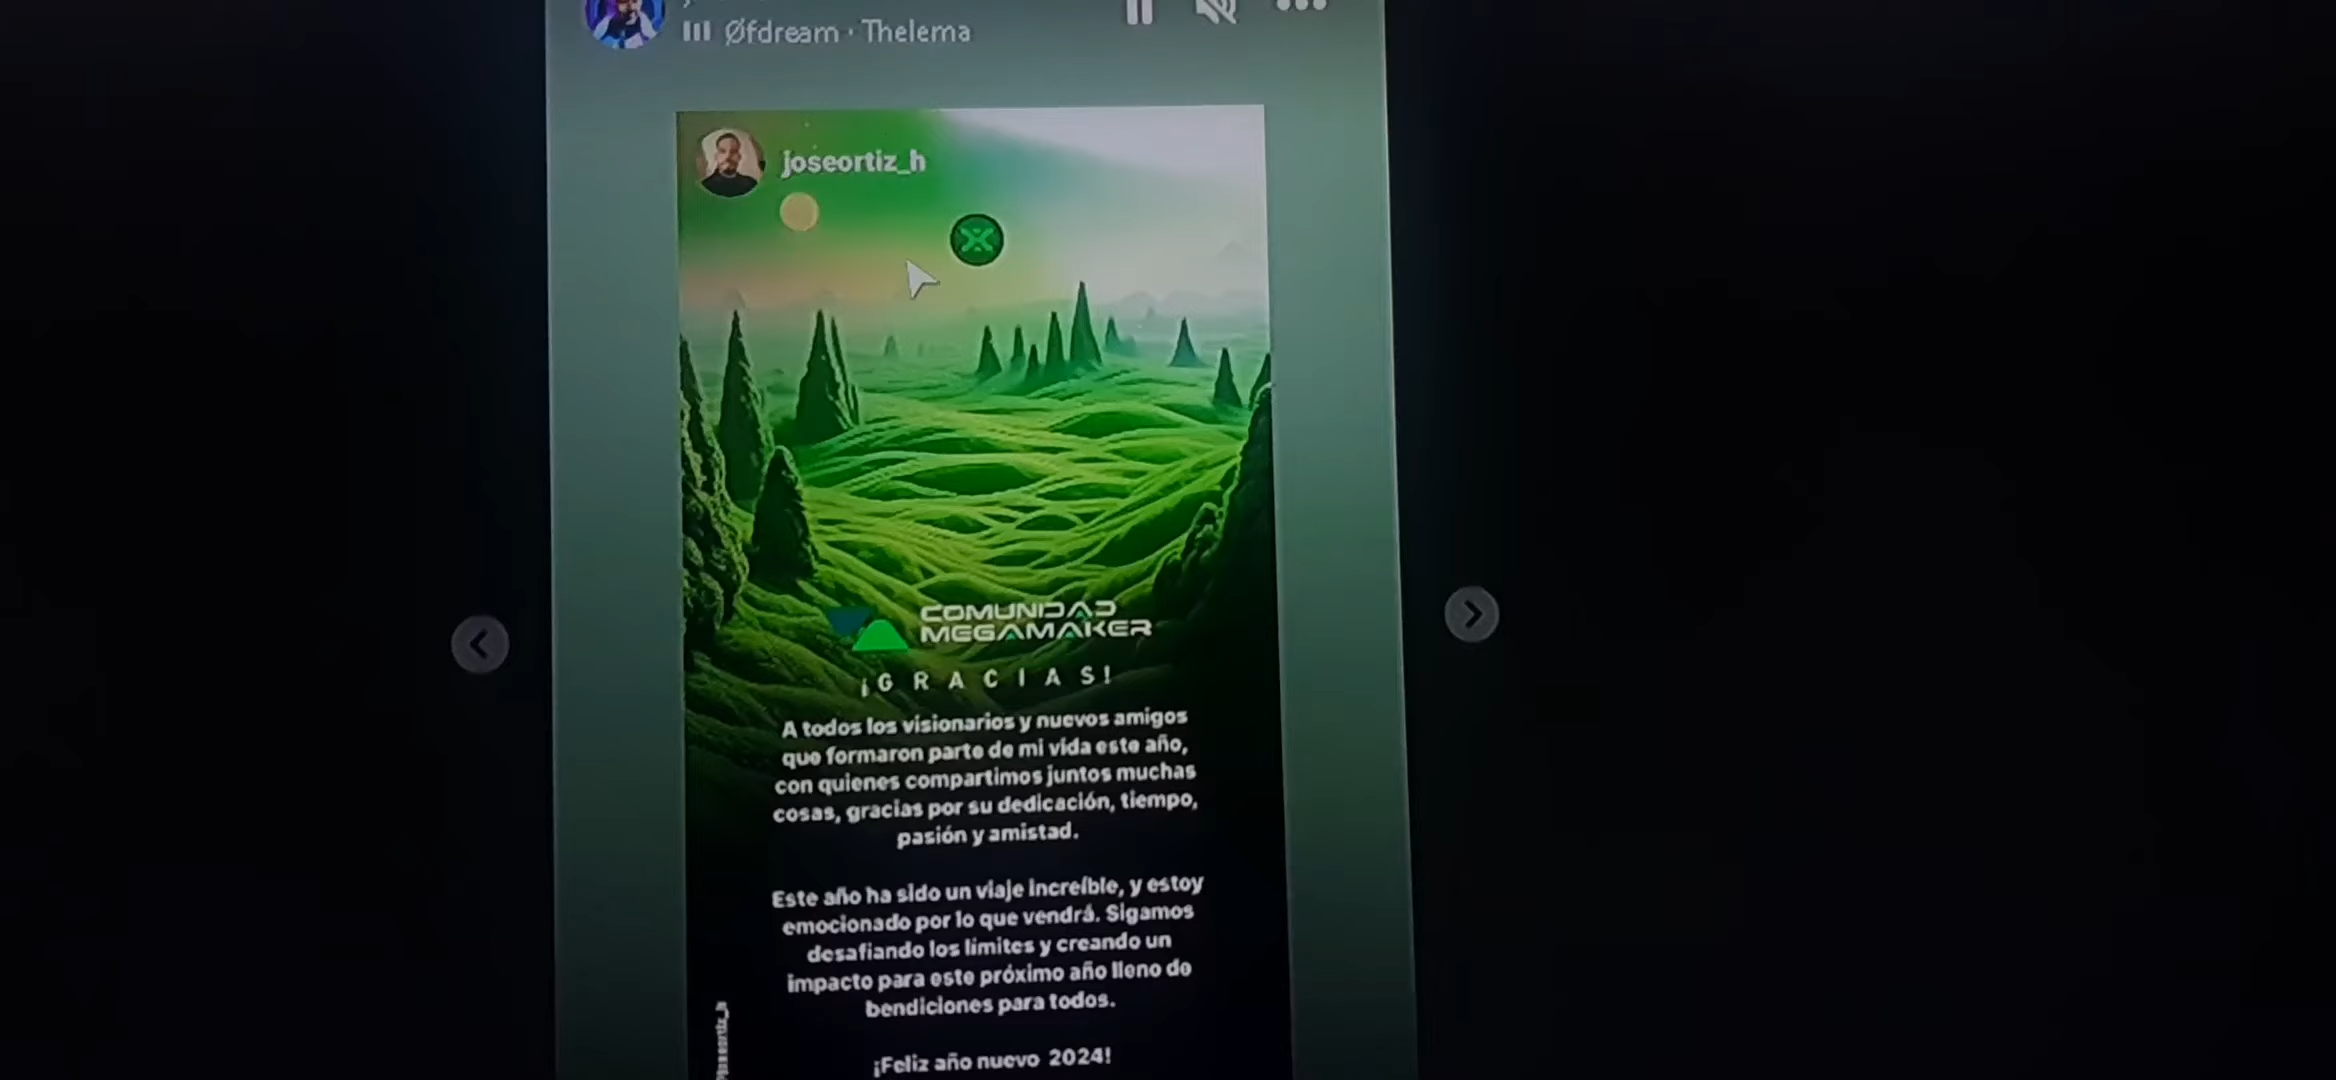 Øfdream · Thelema
joseortiz_h
COMUNIDAD
MEGAMAKER
¡GRACIAS!
A todos los visionarios y nuevos amigos
que formaron parte de mi vida este año,
con quienes compartimos juntos muchas
cosas, gracias por su dedicación, tiempo,
pasión y amistad.
Este año ha sido un viaje increíble, y estoy
emocionado por lo que vendrá. Sigamos
desafiando los límites y creando un
impacto para este próximo año lleno de
bendiciones para todos.
¡Feliz año nuevo 2024!